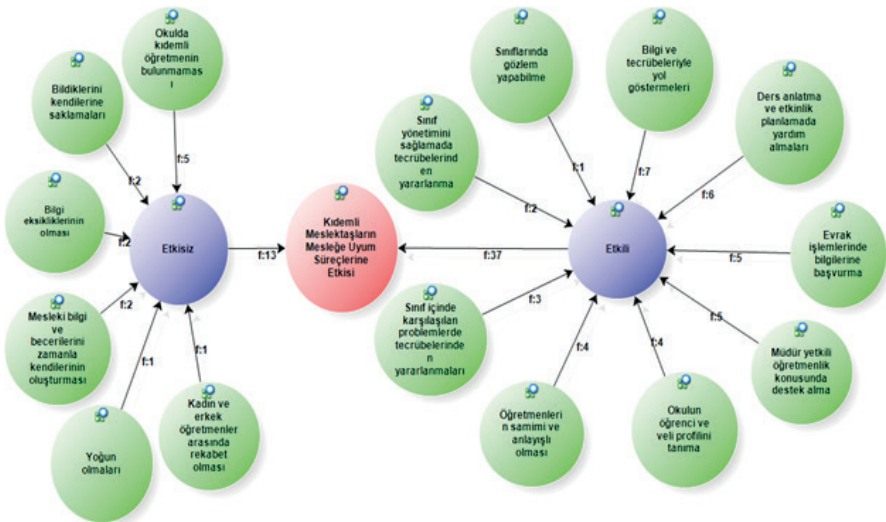 Okulda
kıdemli
öğretmenin
bulunmamas
ı
f:5
Bildiklerini
kendilerine
saklamaları
f:2
Bilgi
eksikliklerinin
olması
f:2
Mesleki bilgi
ve
becerilerini
zamanla
kendilerinin
oluşturması
f:2
Yoğun
olmaları
f:1
Kadın ve
erkek
öğretmenler
arasında
rekabet
olması
f:1
Etkisiz
f:13
Kıdemli
Meslektaşların
Mesleğe Uyum
Süreçlerine
Etkisi
f:37
Etkili
Sınıflarında
gözlem
yapabilme
f:1
Bilgi ve
tecrübeleriyle
yol
göstermeleri
f:7
Ders anlatma
ve etkinlik
planlamada
yardım
almaları
f:6
Sınıf
yönetimini
sağlamada
tecrübelerind
en yararlanma
f:2
Evrak
işlemlerinde
bilgilerine
başvurma
f:5
Sınıf içinde
karşılaşılan
problemlerde
tecrübelerinde
n
yararlanmaları
f:3
Müdür yetkili
öğretmenlik
konusunda
destek alma
f:5
Öğretmenleri
n samimi ve
anlayışlı
olması
f:4
Okulun
öğrenci ve
veli profilini
tanıma
f:4